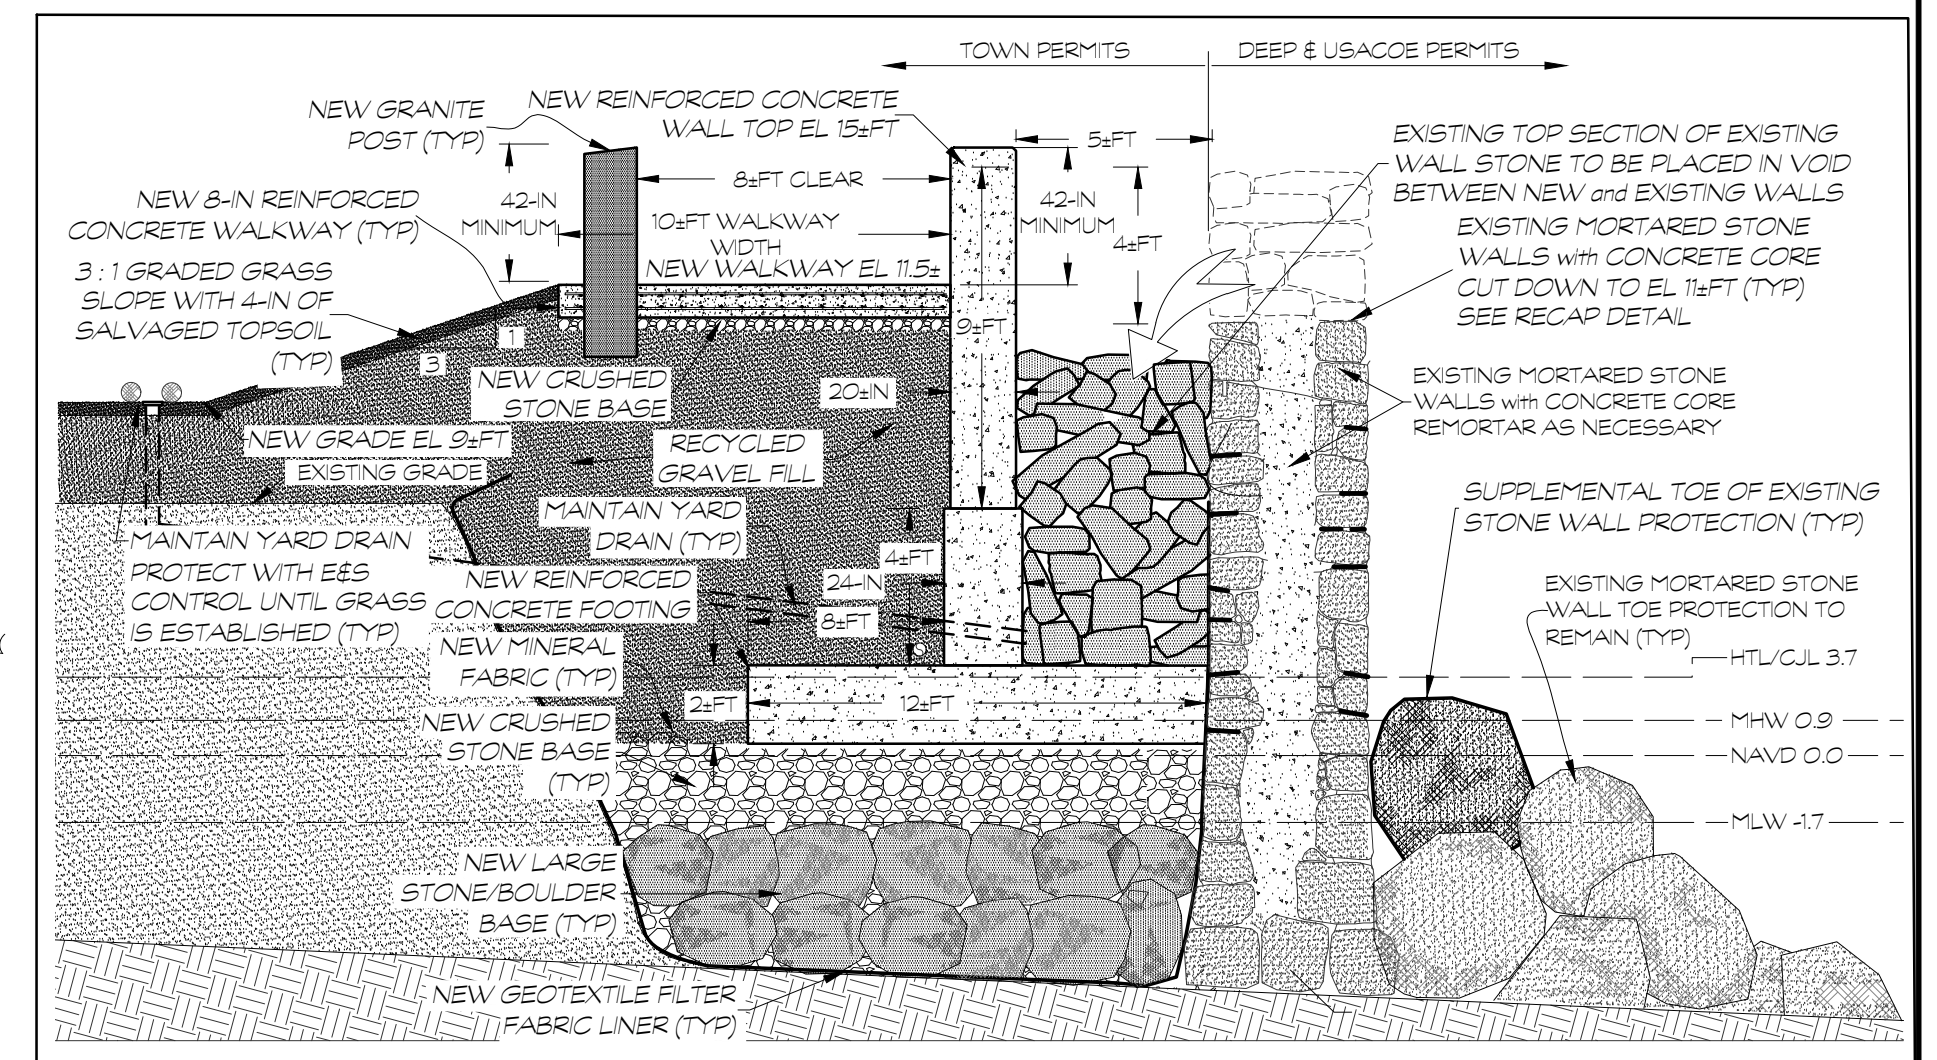 TOWN PERMITS
DEEP & USACOE PERMITS
NEW GRANITE
POST (TYP)
NEW REINFORCED CONCRETE
WALL TOP EL 15±FT
5±FT
EXISTING TOP SECTION OF EXISTING
WALL STONE TO BE PLACED IN VOID
BETWEEN NEW and EXISTING WALLS
8±FT CLEAR
42-IN
MINIMUM
42-IN
MINIMUM
4±FT
NEW 8-IN REINFORCED
CONCRETE WALKWAY (TYP)
10±FT WALKWAY
WIDTH
NEW WALKWAY EL 11.5±
EXISTING MORTARED STONE
WALLS with CONCRETE CORE
CUT DOWN TO EL 11±FT (TYP)
SEE RECAP DETAIL
3 : 1 GRADED GRASS
SLOPE WITH 4-IN OF
SALVAGED TOPSOIL
(TYP)
1
3
9±FT
NEW CRUSHED
STONE BASE
20±IN
EXISTING MORTARED STONE
WALLS with CONCRETE CORE
REMORTAR AS NECESSARY
NEW GRADE EL 9±FT
EXISTING GRADE
RECYCLED
GRAVEL FILL
SUPPLEMENTAL TOE OF EXISTING
STONE WALL PROTECTION (TYP)
MAINTAIN YARD
DRAIN (TYP)
4±FT
24-IN
8±FT
MAINTAIN YARD DRAIN
PROTECT WITH E&S
CONTROL UNTIL GRASS
IS ESTABLISHED (TYP)
NEW REINFORCED
CONCRETE FOOTING
EXISTING MORTARED STONE
WALL TOE PROTECTION TO
REMAIN (TYP)
NEW MINERAL
FABRIC (TYP)
HTL/CJL 3.7
2±FT
12±FT
MHW 0.9
NEW CRUSHED
STONE BASE
(TYP)
NAVD 0.0
MLW -1.7
NEW LARGE
STONE/BOULDER
BASE (TYP)
NEW GEOTEXTILE FILTER
FABRIC LINER (TYP)